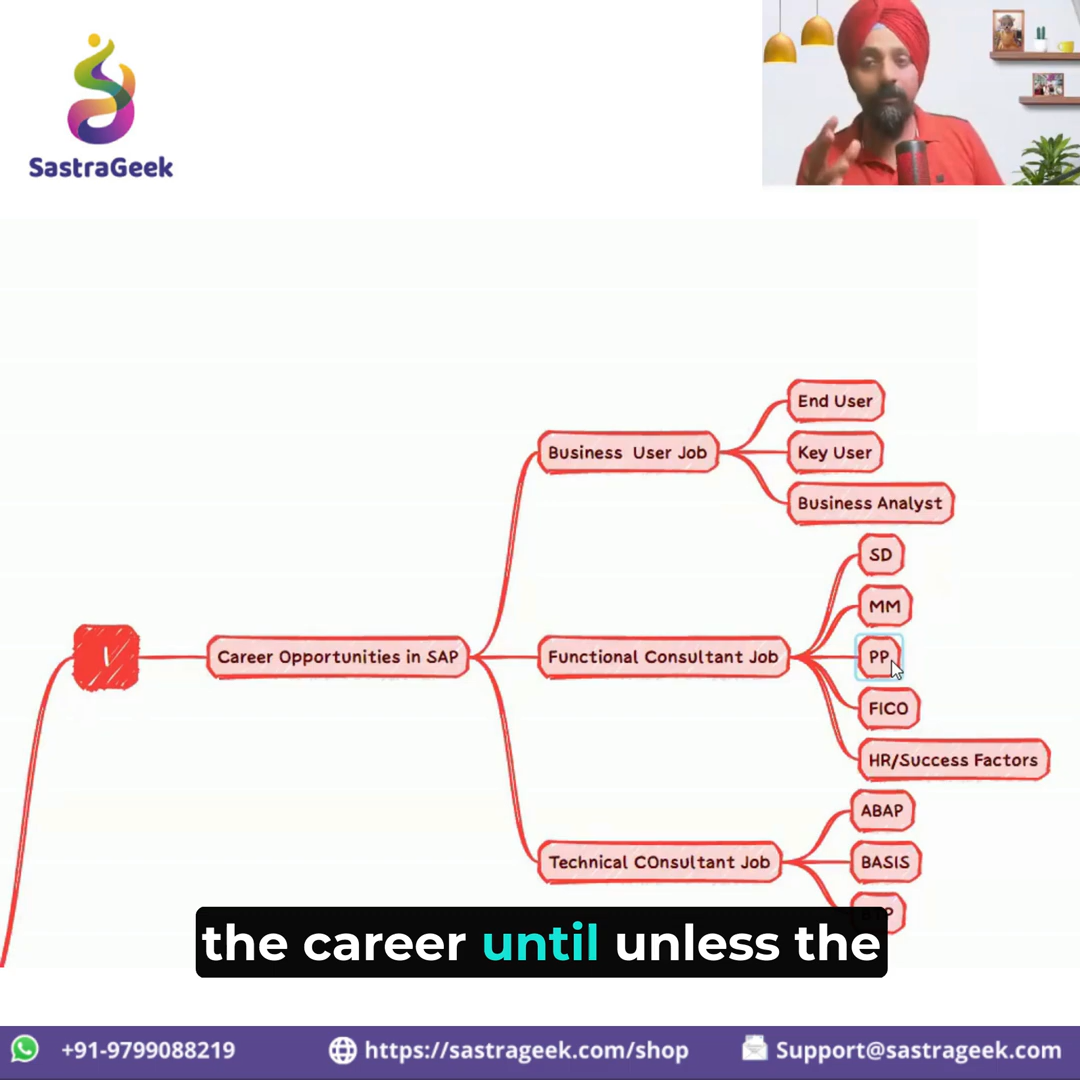 SastraGeek
End User
Business User Job
Key User
Business Analyst
SD
MM
Career Opportunities in SAP
Functional Consultant Job
PP
FICO
HR/Success Factors
ABAP
Technical COnsultant Job
BASIS
BTP
the career until unless the
+91-9799088219
https://sastrageek.com/shop
Support@sastrageek.com